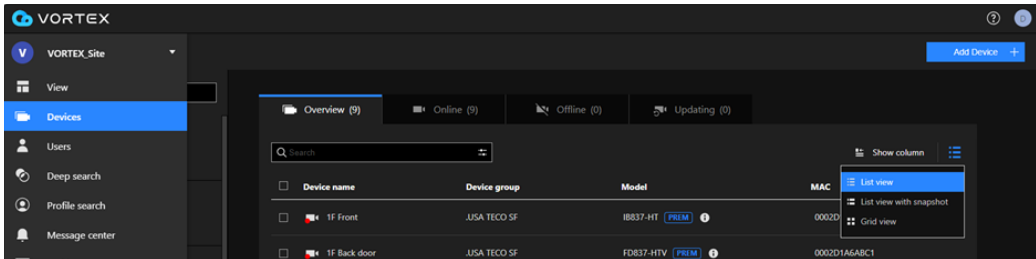 VORTEX
?
D
V VORTEX_Site
Add Device +
View
Devices
Users
Deep search
Profile search
Message center
Overview (9)
Online (9)
Offline (0)
Updating (0)
Search
Show column
List view
List view with snapshot
Grid view
Device name Device group Model MAC
1F Front .USA TECO SF IB837-HT PREM 0002D
1F Back door .USA TECO SF FD837-HTV PREM 0002D1A6ABC1